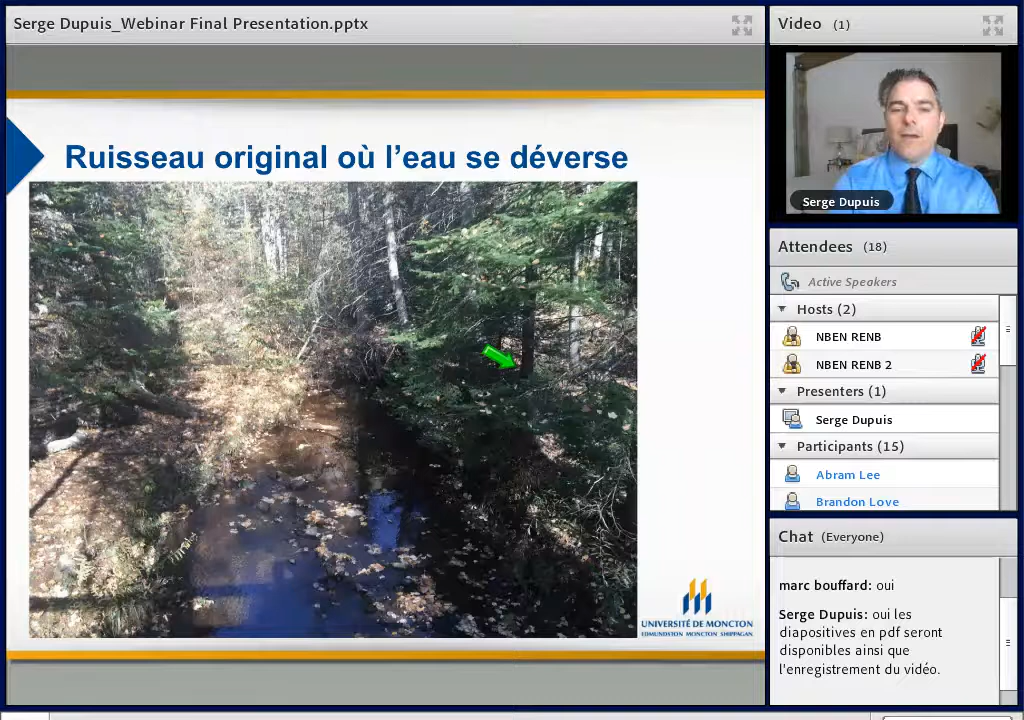 Serge Dupuis_Webinar Final Presentation.pptx
Ruisseau original où l'eau se déverse
UNIVERSITÉ DE MONCTON
EDMUNDSTON MONCTON SHIPPAGAN
Video (1)
Serge Dupuis
Attendees (18)
Active Speakers
Hosts (2)
NBEN RENB
NBEN RENB 2
Presenters (1)
Serge Dupuis
Participants (15)
Abram Lee
Brandon Love
Chat (Everyone)
marc bouffard: oui
Serge Dupuis: oui les
diapositives en pdf seront
disponibles ainsi que
l'enregistrement du vidéo.